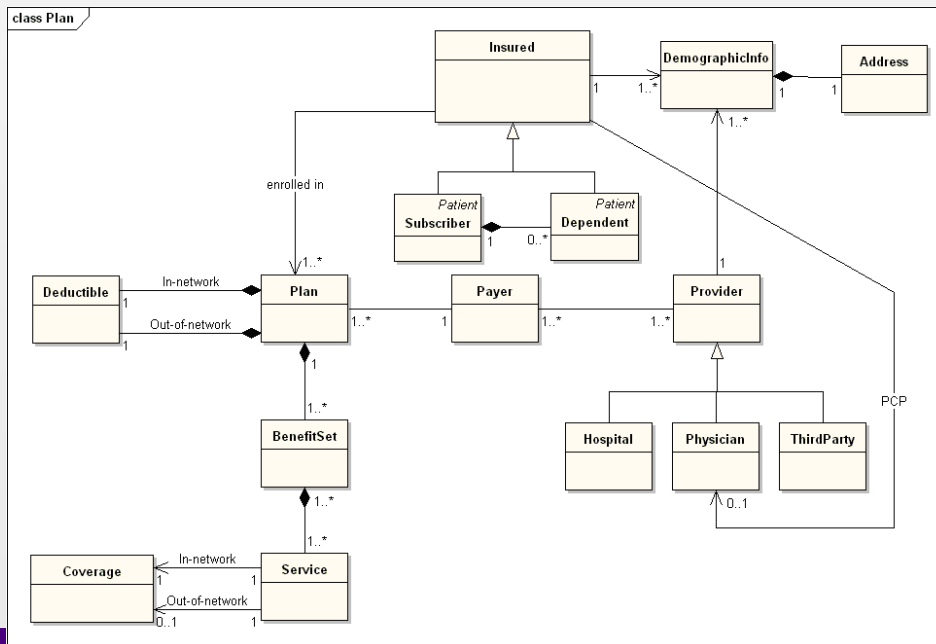 class Plan
Insured
DemographicInfo
Address
1
1..*
1
1
1..*
enrolled in
Patient
Subscriber
Patient
Dependent
1
0..*
1..*
1
Deductible
In-network
1
Out-of-network
1
Plan
Payer
Provider
1..*
1
1..*
1..*
1
1..*
PCP
BenefitSet
Hospital
Physician
ThirdParty
1..*
0..1
1..*
Coverage
In-network
1
1
Out-of-network
0..1
1
Service